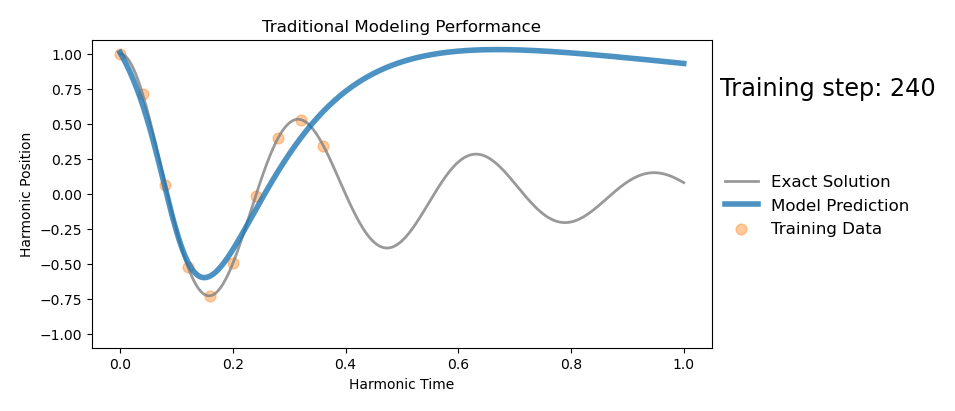 Traditional Modeling Performance
Training step: 240
Harmonic Position
1.00
0.75
0.50
0.25
0.00
−0.25
−0.50
−0.75
−1.00
0.0 0.2 0.4 0.6 0.8 1.0
Harmonic Time
Exact Solution
Model Prediction
Training Data